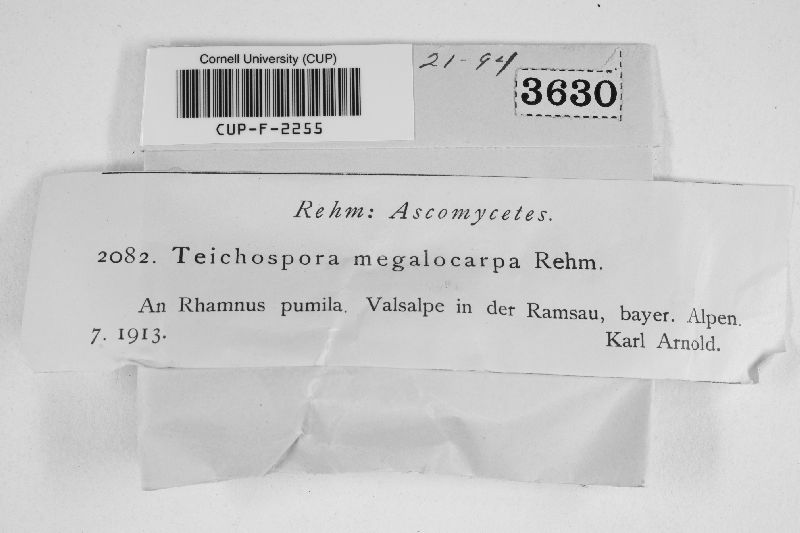 Cornell University (CUP)
CUP-F-2255
21-94
3630
Rehm: Ascomycetes.
2082. Teichospora megalocarpa Rehm.
An Rhamnus pumila. Valsalpe in der Ramsau, bayer. Alpen.
7. 1913.
Karl Arnold.